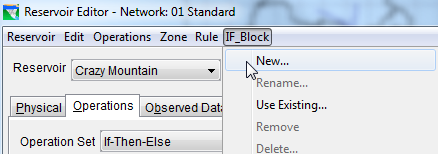 Reservoir Editor - Network: 01 Standard
Reservoir Edit Operations Zone Rule IF_Block
Reservoir Crazy Mountain
New...
Rename...
Use Existing...
Remove
Delete...
Physical Operations Observed Data
Operation Set If-Then-Else